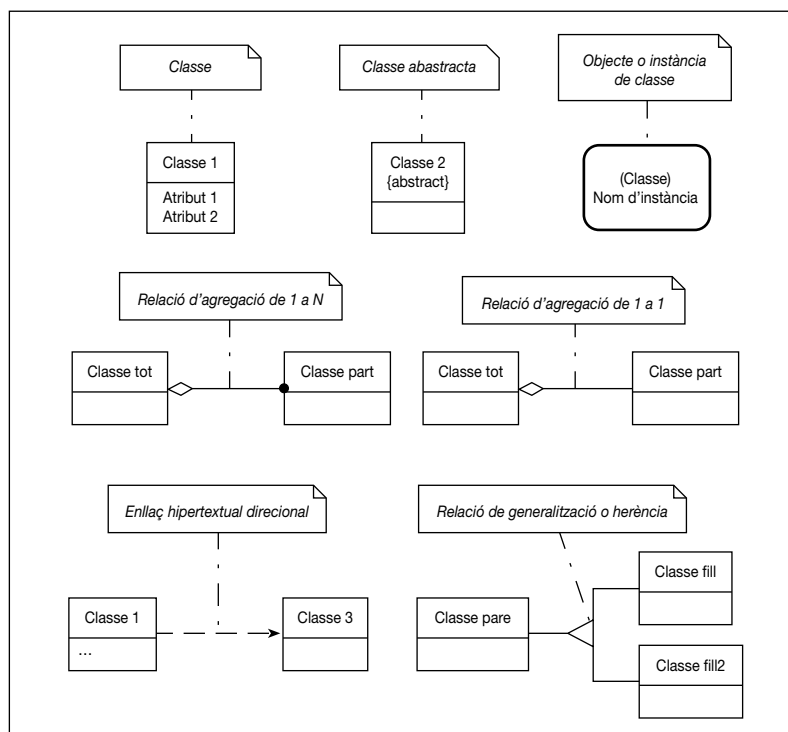 Classe
Classe abastracta
Objecte o instància
de classe
Classe 1
Atribut 1
Atribut 2
Classe 2
{abstract}
(Classe)
Nom d'instància
Relació d'agregació de 1 a N
Relació d'agregació de 1 a 1
Classe tot
Classe part
Classe tot
Classe part
Enllaç hipertextual direcional
Relació de generalització o herència
Classe 1
...
Classe 3
Classe pare
Classe fill
Classe fill2